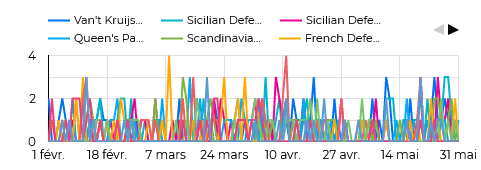 Van't Kruijs... Sicilian Defe... Sicilian Defe...
Queen's Pa... Scandinavia... French Defe...
4
2
0
1 févr. 18 févr. 7 mars 24 mars 10 avr. 27 avr. 14 mai 31 mai